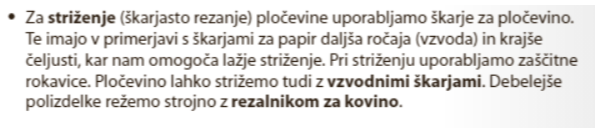 • Za striženje (škarjasto rezanje) pločevine uporabljamo škarje za pločevino.
Te imajo v primerjavi s škarjami za papir daljša ročaja (vzvoda) in krajše
čeljusti, kar nam omogoča lažje striženje. Pri striženju uporabljamo zaščitne
rokavice. Pločevino lahko strižemo tudi z vzvodnimi škarjami. Debelejše
polizdelke režemo strojno z rezalnikom za kovino.